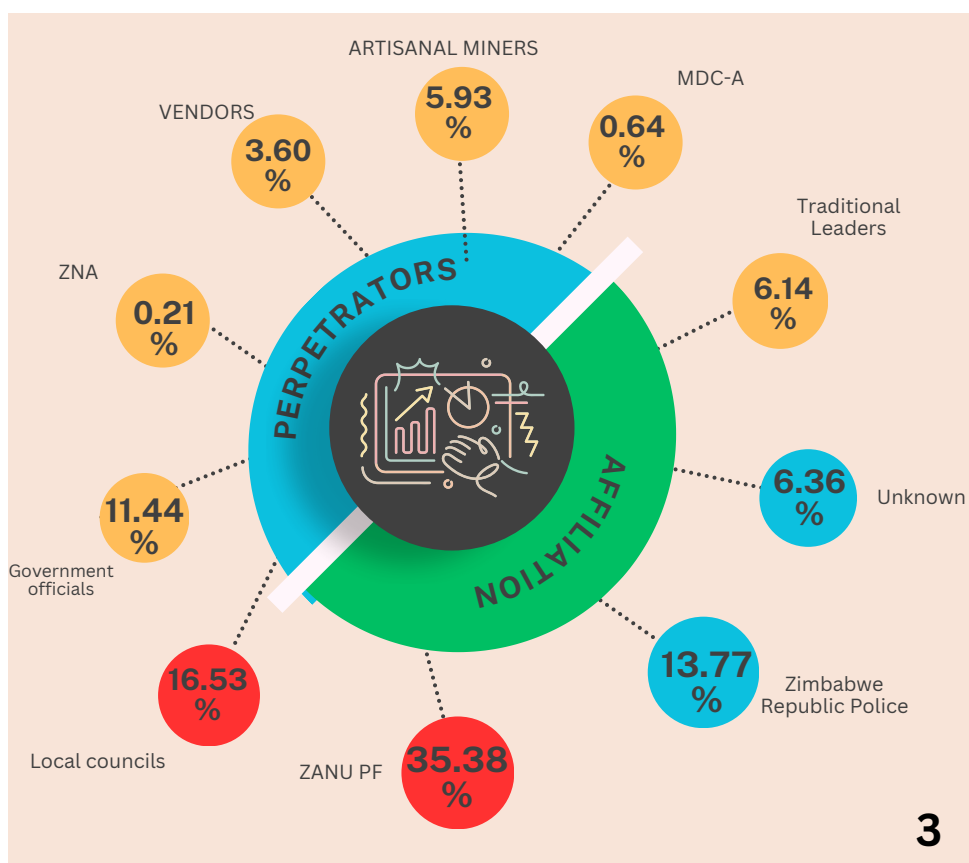 ARTISANAL MINERS
5.93
%
MDC-A
0.64
%
VENDORS
3.60
%
Traditional
Leaders
6.14
%
ZNA
0.21
%
PERPETRATORS
AFFILIATION
Unknown
6.36
%
11.44
%
Government
officials
13.77
%
Zimbabwe
Republic Police
16.53
%
Local councils
ZANU PF
35.38
%
3